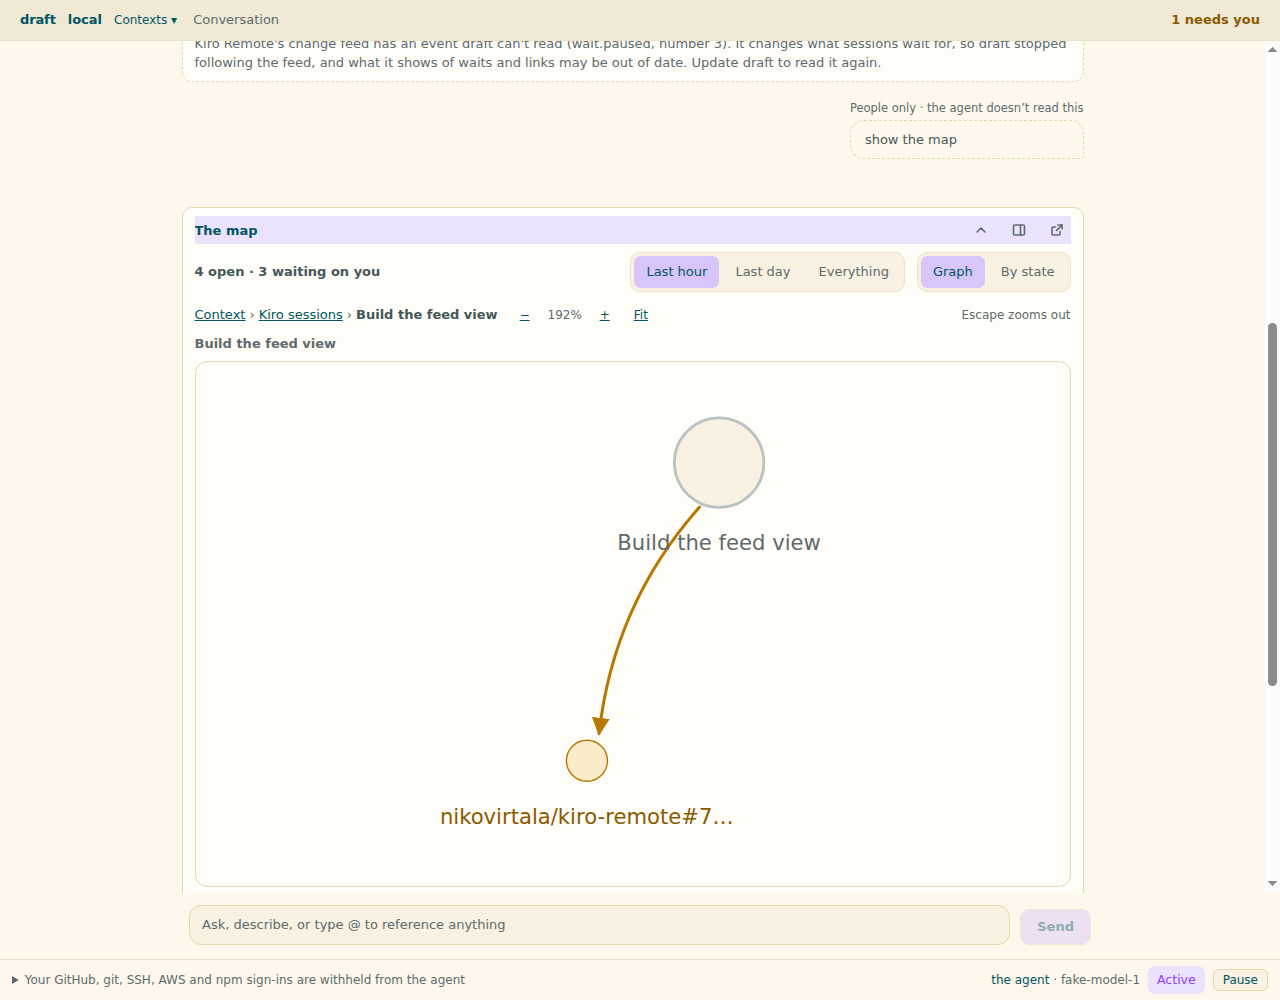 draft local Contexts ▾ Conversation 1 needs you
Kiro Remote's change feed has an event draft can't read (wait.paused, number 3). It changes what sessions wait for, so draft stopped
following the feed, and what it shows of waits and links may be out of date. Update draft to read it again.
People only · the agent doesn't read this
show the map
The map
4 open · 3 waiting on you Last hour Last day Everything Graph By state
Context › Kiro sessions › Build the feed view − 192% + Fit Escape zooms out
Build the feed view
Build the feed view
nikovirtala/kiro-remote#7…
Ask, describe, or type @ to reference anything Send
Your GitHub, git, SSH, AWS and npm sign-ins are withheld from the agent the agent · fake-model-1 Active Pause